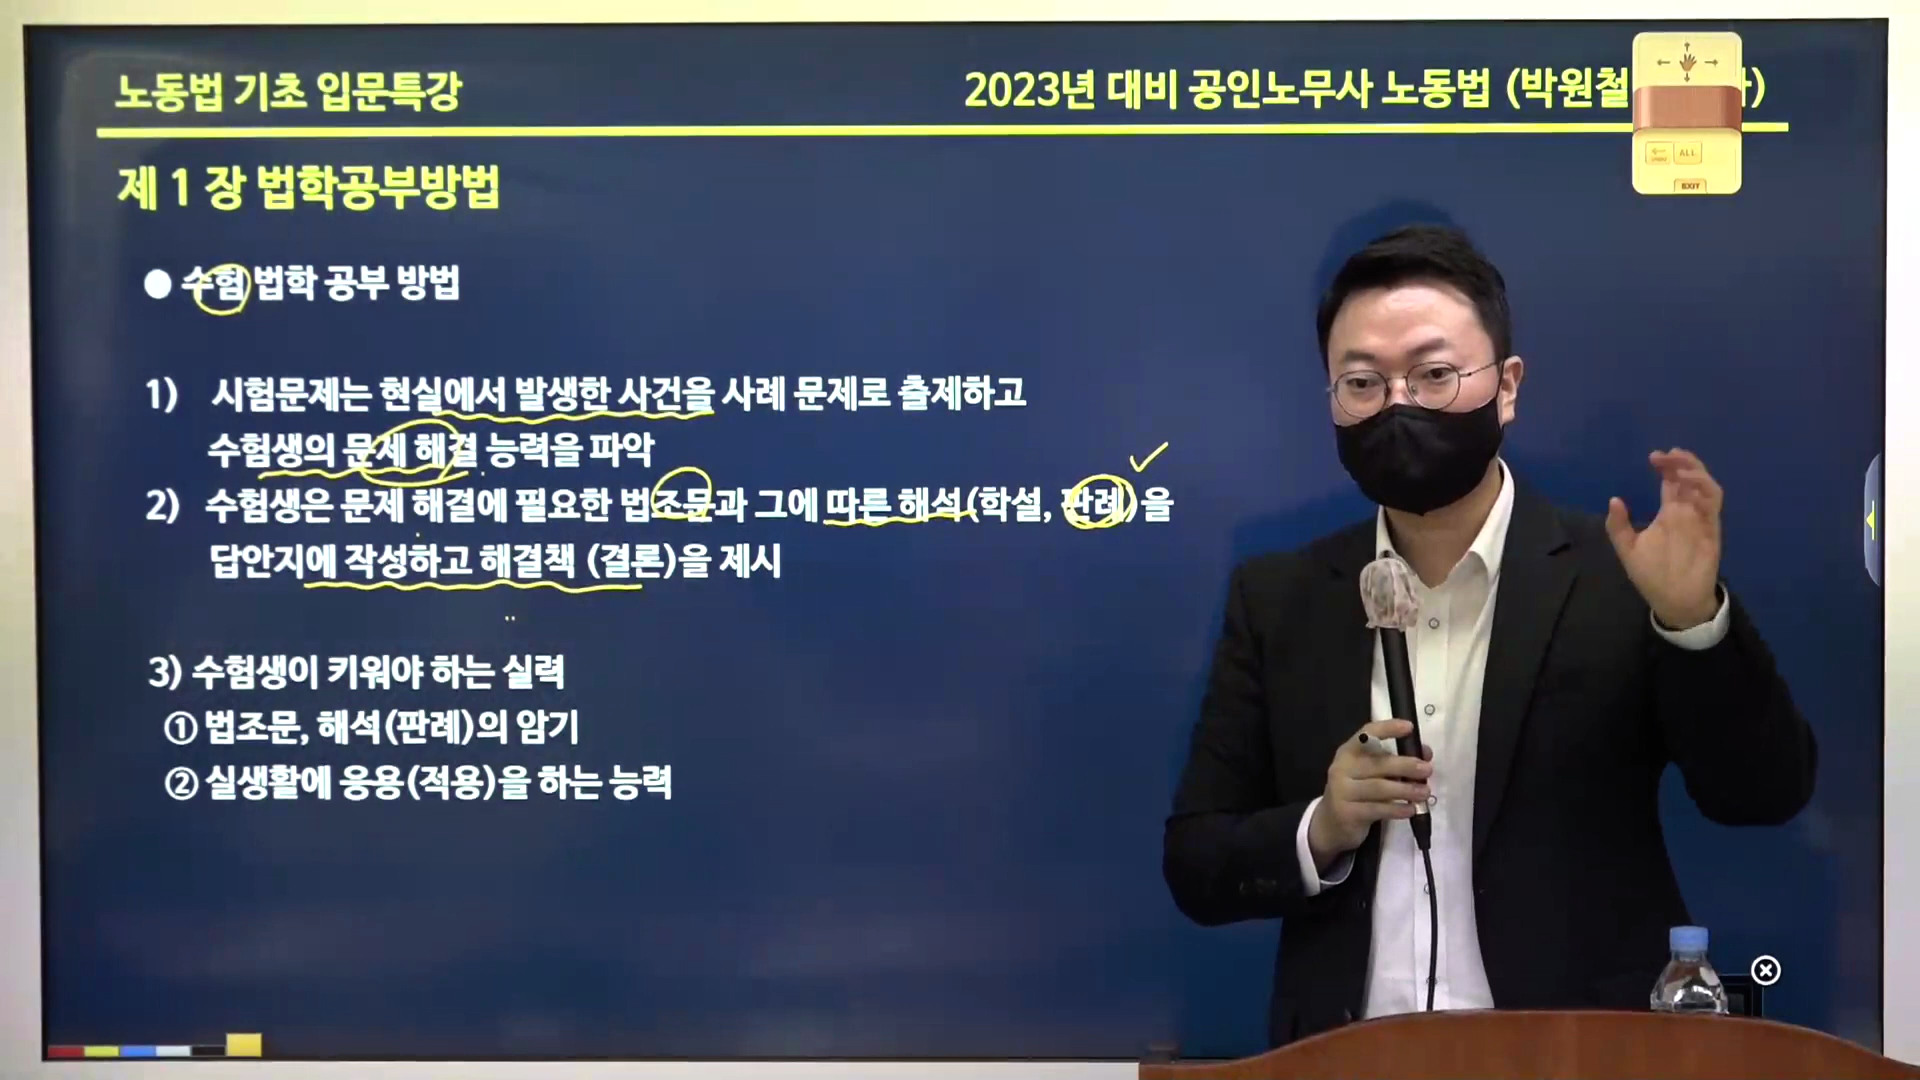 노동법 기초 입문특강
2023년 대비 공인노무사 노동법 (박원철
제 1 장 법학공부방법
● 수험 법학 공부 방법
1) 시험문제는 현실에서 발생한 사건을 사례 문제로 출제하고
수험생의 문제 해결 능력을 파악
2) 수험생은 문제 해결에 필요한 법조문과 그에 따른 해석(학설, 판례)을
답안지에 작성하고 해결책 (결론)을 제시
3) 수험생이 키워야 하는 실력
① 법조문, 해석(판례)의 암기
② 실생활에 응용(적용)을 하는 능력
ALL
EXIT